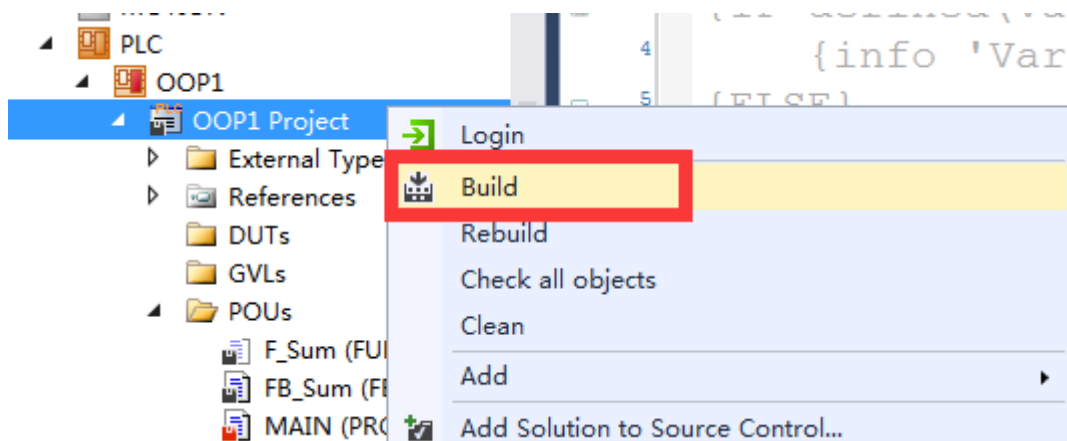 PLC
OOP1
OOP1 Project
External Type
References
DUTs
GVLs
POUs
F_Sum (FU
FB_Sum (F
MAIN (PR
4 {info 'Var
5 {ELSE}
Login
Build
Rebuild
Check all objects
Clean
Add
Add Solution to Source Control...